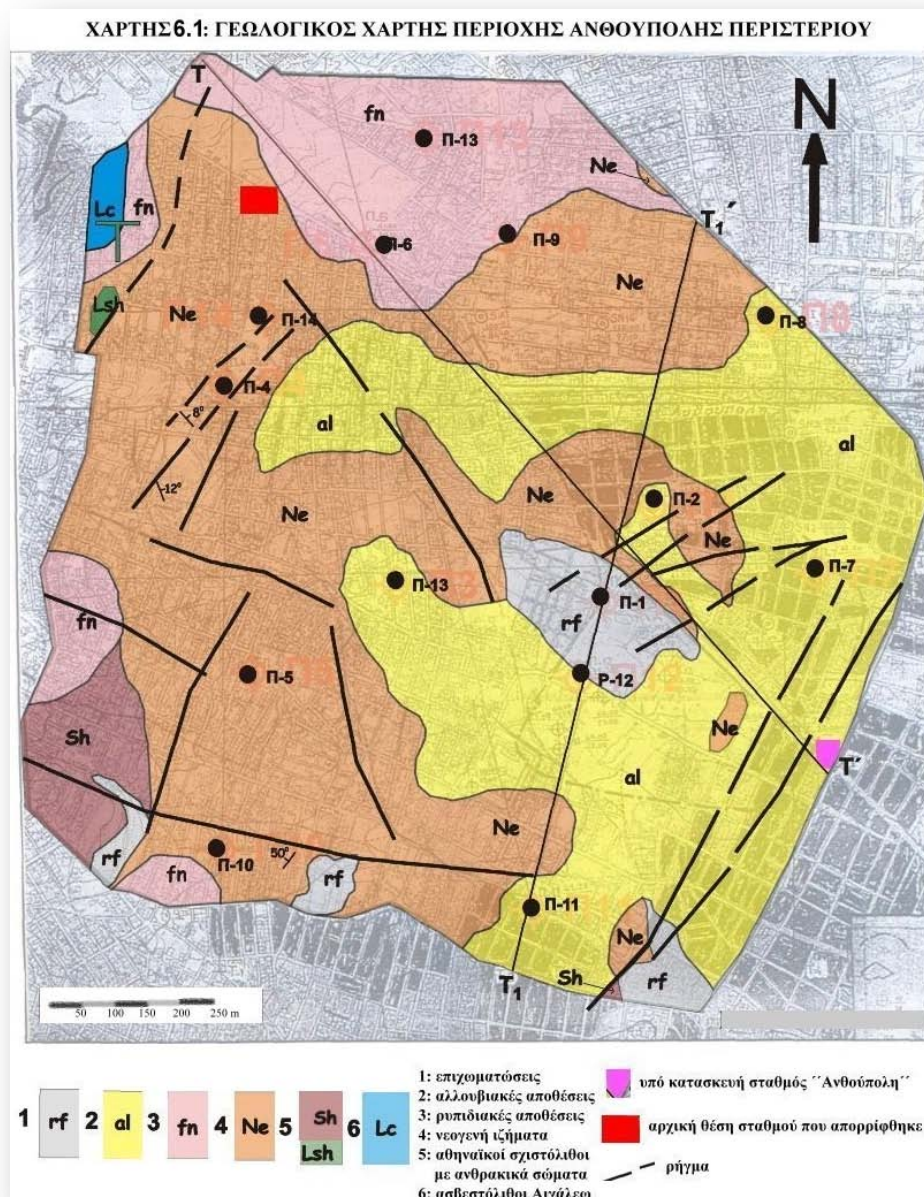 ΧΑΡΤΗΣ 6.1: ΓΕΩΛΟΓΙΚΟΣ ΧΑΡΤΗΣ ΠΕΡΙΟΧΗΣ ΑΝΘΟΥΠΟΛΗΣ ΠΕΡΙΣΤΕΡΙΟΥ
T
fn
Π-13
N
Ne
Lc
fn
T₁´
Π-6
Π-9
Ne
Lsh
Ne
Π-14
Π-8
Π-4
8°
al
al
12°
Ne
Ne
Π-2
Ne
Π-13
Π-7
Π-1
fn
rf
Π-5
P-12
Sh
Ne
T´
al
Ne
rf
Π-10
50°
fn
rf
Π-11
Ne
Sh
rf
T₁
50 100 150 200 250 m
1 rf 2 al 3 fn 4 Ne 5 Sh Lsh 6 Lc
1: επιχωματώσεις
2: αλλουβιακές αποθέσεις
3: ρυπιδιακές αποθέσεις
4: νεογενή ιζήματα
5: αθηναϊκοί σχιστόλιθοι
με ανθρακικά σώματα
6: ασβεστόλιθοι Αιγάλεω
υπό κατασκευή σταθμός ´´Ανθούπολη´´
αρχική θέση σταθμού που απορρίφθηκε
ρήγμα